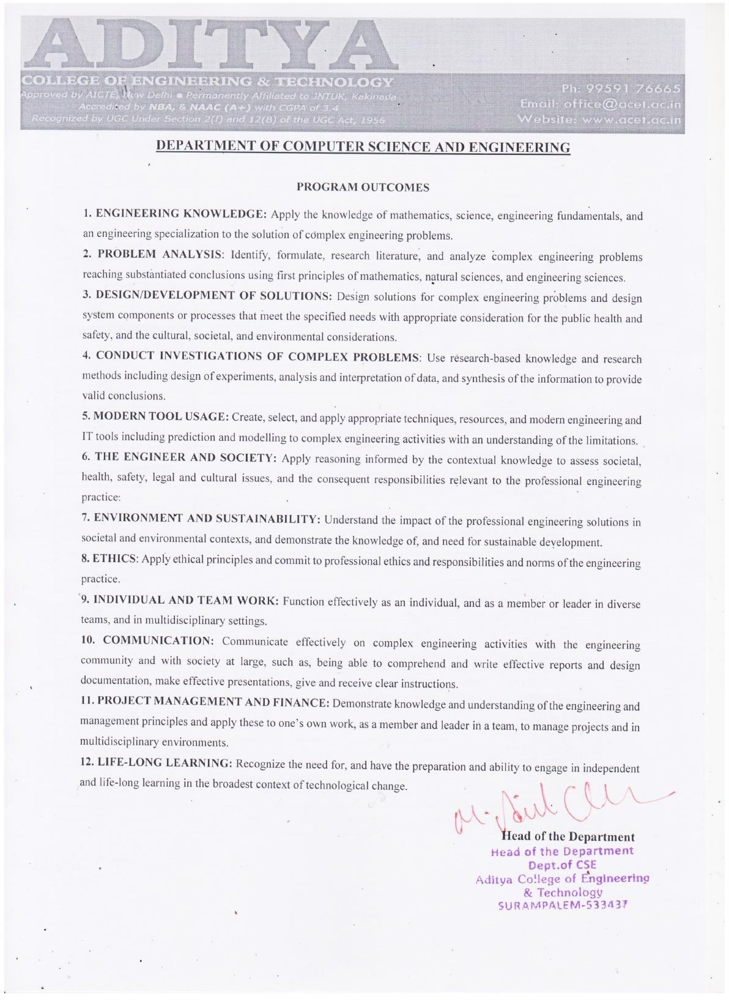 ADITYA
COLLEGE OF ENGINEERING & TECHNOLOGY
Approved by AICTE, New Delhi ● Permanently Affiliated to JNTUK, Kakinada
Accredited by NBA, & NAAC (A+) with CGPA of 3.4
Recognized by UGC Under Section 2(f) and 12(B) of the UGC Act, 1956
Ph: 99591 76665
Email: office@acet.ac.in
Website: www.acet.ac.in
DEPARTMENT OF COMPUTER SCIENCE AND ENGINEERING
PROGRAM OUTCOMES
1. ENGINEERING KNOWLEDGE: Apply the knowledge of mathematics, science, engineering fundamentals, and
an engineering specialization to the solution of complex engineering problems.
2. PROBLEM ANALYSIS: Identify, formulate, research literature, and analyze complex engineering problems
reaching substantiated conclusions using first principles of mathematics, natural sciences, and engineering sciences.
3. DESIGN/DEVELOPMENT OF SOLUTIONS: Design solutions for complex engineering problems and design
system components or processes that meet the specified needs with appropriate consideration for the public health and
safety, and the cultural, societal, and environmental considerations.
4. CONDUCT INVESTIGATIONS OF COMPLEX PROBLEMS: Use research-based knowledge and research
methods including design of experiments, analysis and interpretation of data, and synthesis of the information to provide
valid conclusions.
5. MODERN TOOL USAGE: Create, select, and apply appropriate techniques, resources, and modern engineering and
IT tools including prediction and modelling to complex engineering activities with an understanding of the limitations.
6. THE ENGINEER AND SOCIETY: Apply reasoning informed by the contextual knowledge to assess societal,
health, safety, legal and cultural issues, and the consequent responsibilities relevant to the professional engineering
practice:
7. ENVIRONMENT AND SUSTAINABILITY: Understand the impact of the professional engineering solutions in
societal and environmental contexts, and demonstrate the knowledge of, and need for sustainable development.
8. ETHICS: Apply ethical principles and commit to professional ethics and responsibilities and norms of the engineering
practice.
9. INDIVIDUAL AND TEAM WORK: Function effectively as an individual, and as a member or leader in diverse
teams, and in multidisciplinary settings.
10. COMMUNICATION: Communicate effectively on complex engineering activities with the engineering
community and with society at large, such as, being able to comprehend and write effective reports and design
documentation, make effective presentations, give and receive clear instructions.
11. PROJECT MANAGEMENT AND FINANCE: Demonstrate knowledge and understanding of the engineering and
management principles and apply these to one's own work, as a member and leader in a team, to manage projects and in
multidisciplinary environments.
12. LIFE-LONG LEARNING: Recognize the need for, and have the preparation and ability to engage in independent
and life-long learning in the broadest context of technological change.
Head of the Department
Head of the Department
Dept.of CSE
Aditya College of Engineering
& Technology
SURAMPALEM-533437